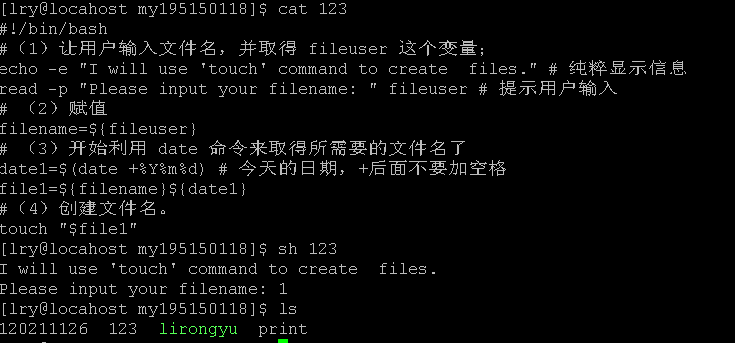 [lry@locahost my195150118]$ cat 123
#!/bin/bash
#（1）让用户输入文件名，并取得 fileuser 这个变量；
echo -e "I will use 'touch' command to create  files." # 纯粹显示信息
read -p "Please input your filename: " fileuser # 提示用户输入
# （2）赋值
filename=${fileuser}
# （3）开始利用 date 命令来取得所需要的文件名了
date1=$(date +%Y%m%d) # 今天的日期，+后面不要加空格
file1=${filename}${date1}
#（4）创建文件名。
touch "$file1"
[lry@locahost my195150118]$ sh 123
I will use 'touch' command to create  files.
Please input your filename: 1
[lry@locahost my195150118]$ ls
120211126  123  lirongyu  print